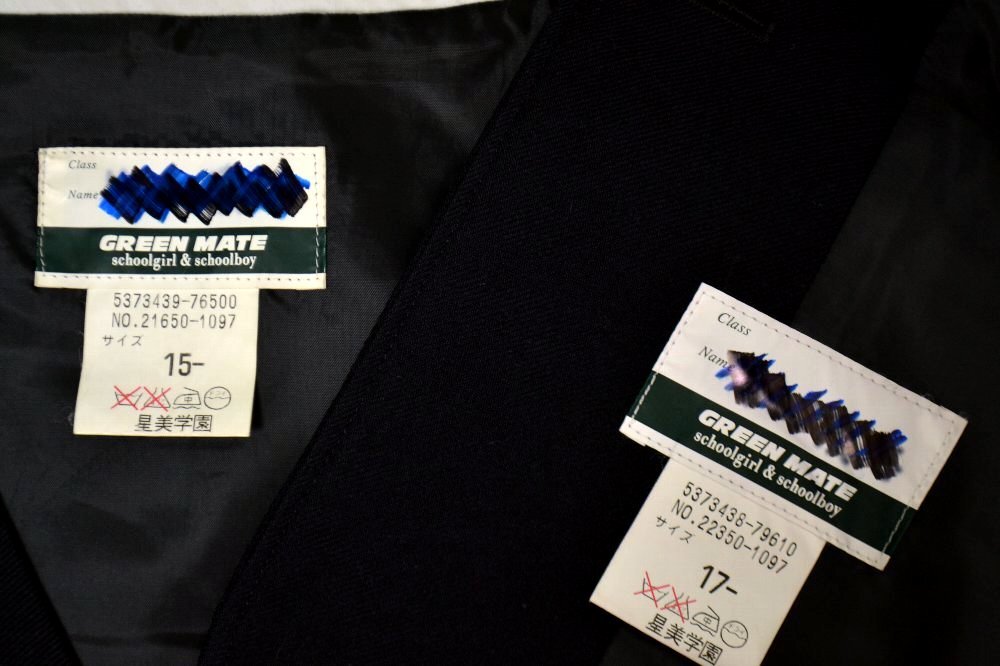 Class
Name
GREEN MATE
schoolgirl & schoolboy
5373439-76500
NO.21650-1097
サイズ
15-
中
星美学園
Class
Name
GREEN MATE
schoolgirl & schoolboy
5373438-79610
NO.22350-1097
サイズ
17-
中
星美学園